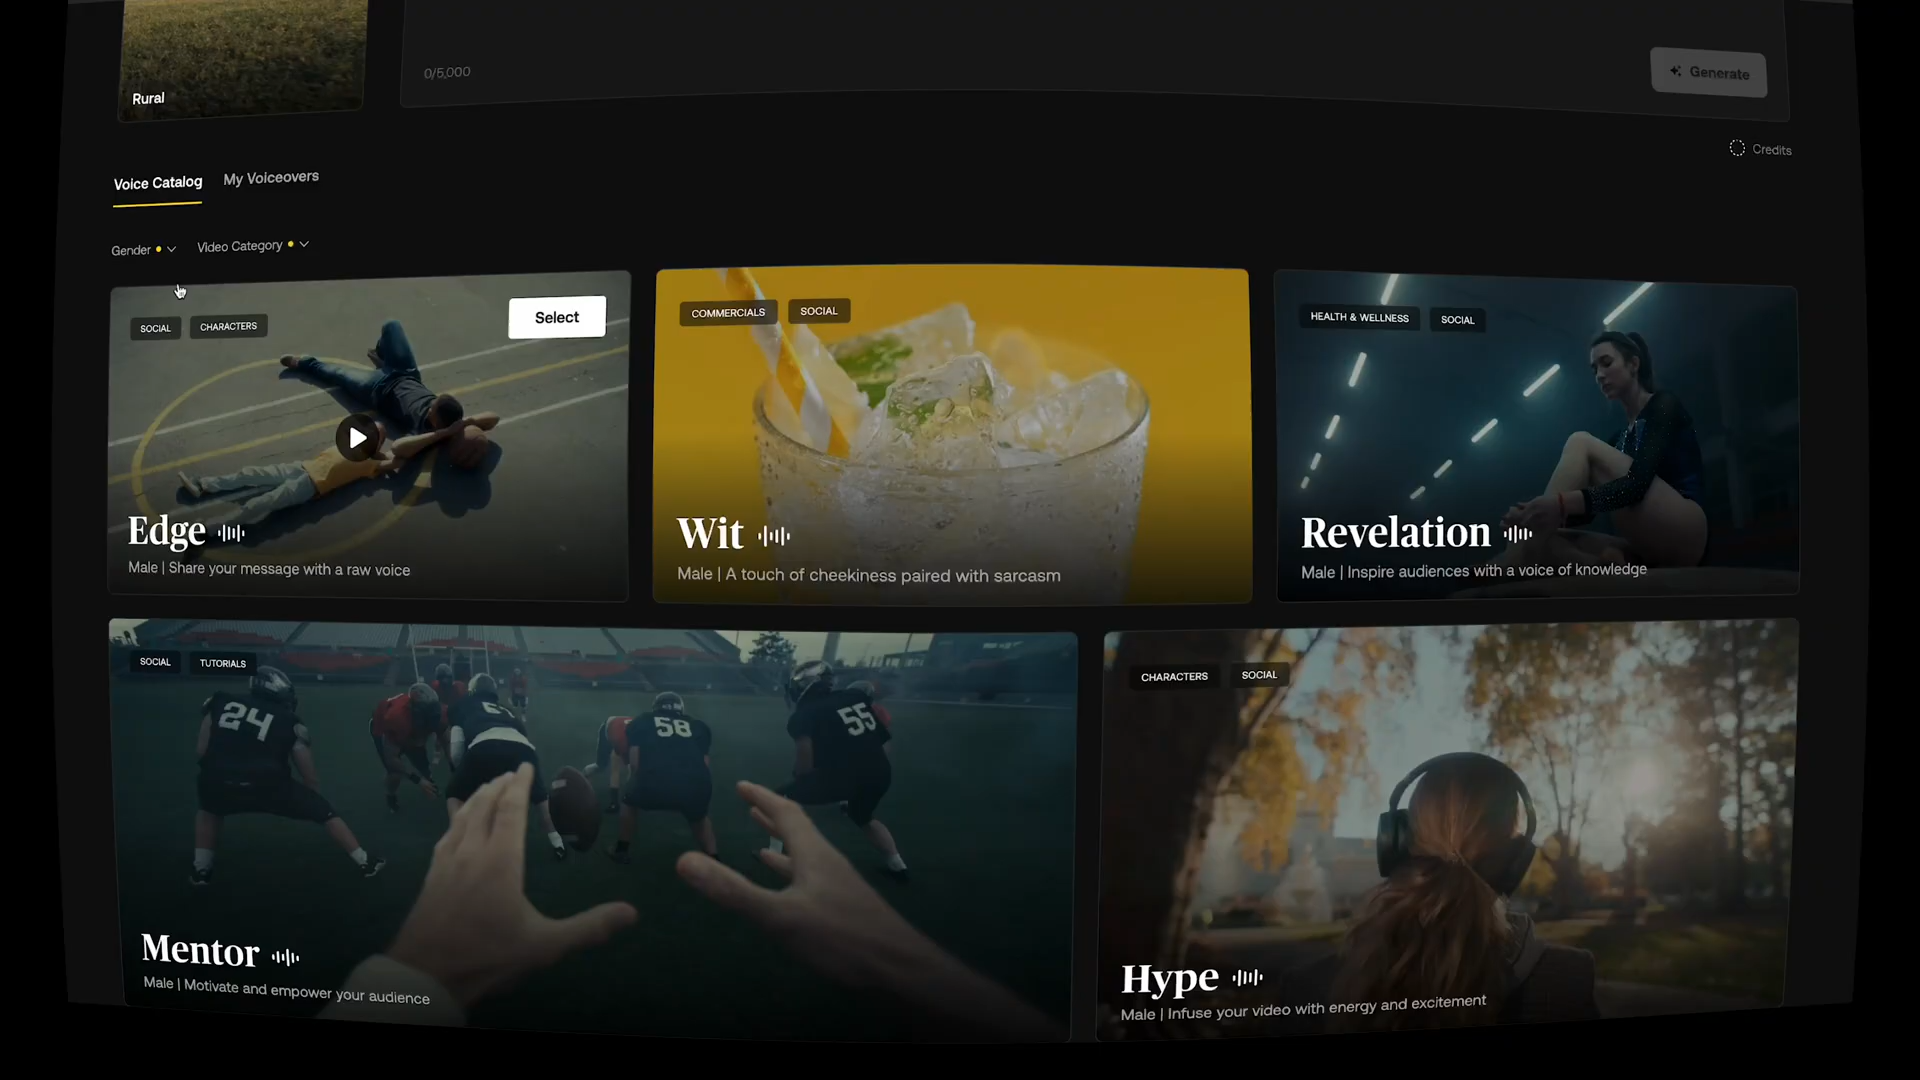 Rural
0/5,000
Generate
Credits
Voice Catalog
My Voiceovers
Gender
Video Category
SOCIAL
CHARACTERS
Select
Edge
Male | Share your message with a raw voice
COMMERCIALS
SOCIAL
Wit
Male | A touch of cheekiness paired with sarcasm
HEALTH & WELLNESS
SOCIAL
Revelation
Male | Inspire audiences with a voice of knowledge
SOCIAL
TUTORIALS
24
58
55
Mentor
Male | Motivate and empower your audience
CHARACTERS
SOCIAL
Hype
Male | Infuse your video with energy and excitement